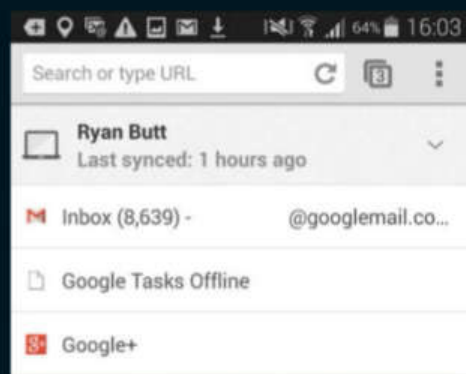 64% 16:03
Search or type URL 3
Ryan Butt
Last synced: 1 hours ago
Inbox (8,639) - @googlemail.co...
Google Tasks Offline
g+ Google+